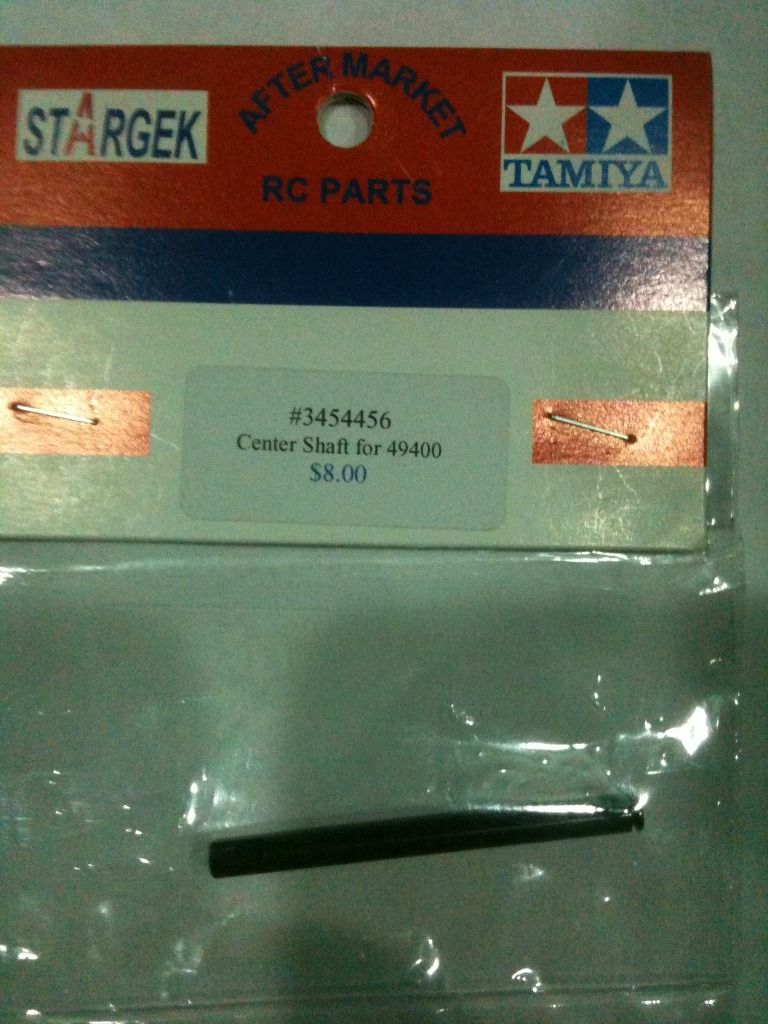 STARGEK
AFTER MARKET
RC PARTS
TAMIYA
#3454456
Center Shaft for 49400
$8.00